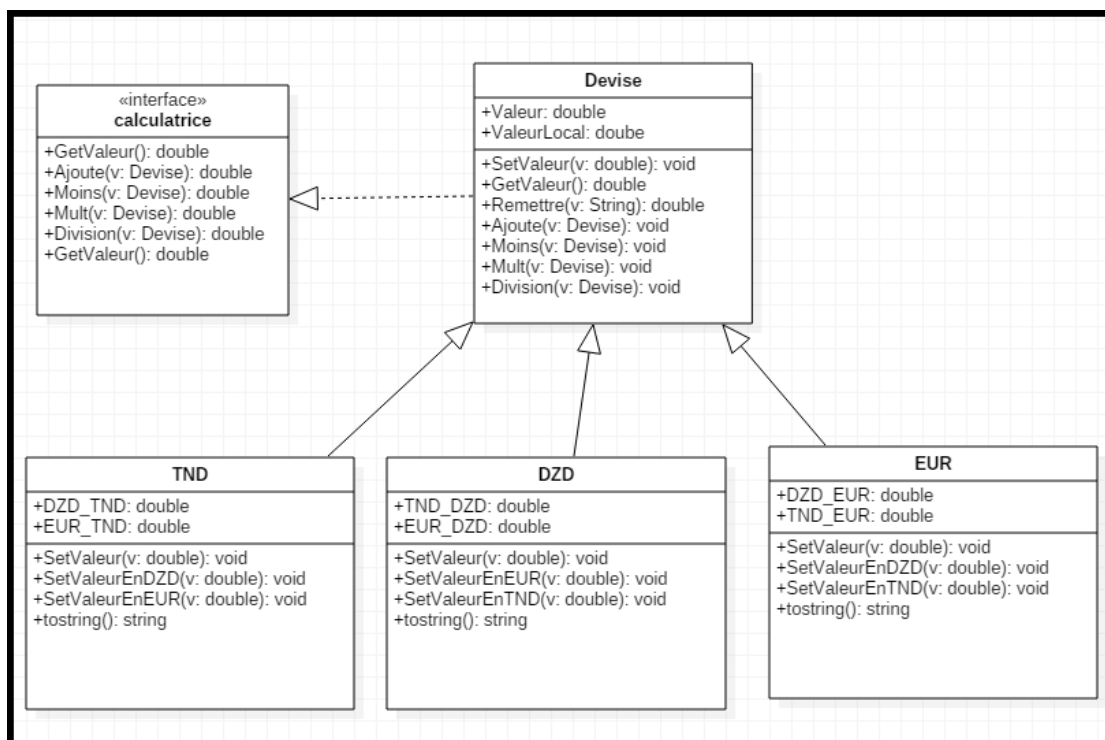 «interface»
calculatrice
+GetValeur(): double
+Ajoute(v: Devise): double
+Moins(v: Devise): double
+Mult(v: Devise): double
+Division(v: Devise): double
+GetValeur(): double
Devise
+Valeur: double
+ValeurLocal: doube
+SetValeur(v: double): void
+GetValeur(): double
+Remettre(v: String): double
+Ajoute(v: Devise): void
+Moins(v: Devise): void
+Mult(v: Devise): void
+Division(v: Devise): void
TND
+DZD_TND: double
+EUR_TND: double
+SetValeur(v: double): void
+SetValeurEnDZD(v: double): void
+SetValeurEnEUR(v: double): void
+tostring(): string
DZD
+TND_DZD: double
+EUR_DZD: double
+SetValeur(v: double): void
+SetValeurEnEUR(v: double): void
+SetValeurEnTND(v: double): void
+tostring(): string
EUR
+DZD_EUR: double
+TND_EUR: double
+SetValeur(v: double): void
+SetValeurEnDZD(v: double): void
+SetValeurEnTND(v: double): void
+tostring(): string